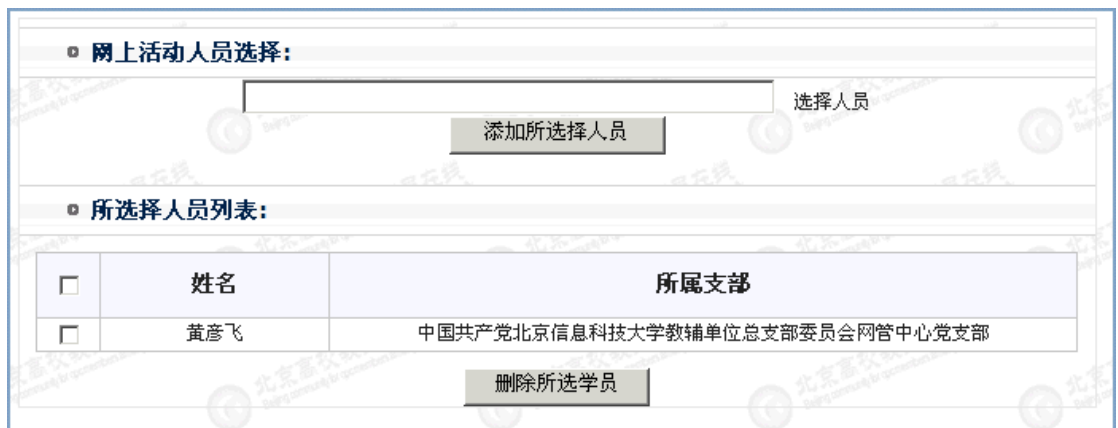 网上活动人员选择:
选择人员
添加所选择人员
所选择人员列表:
姓名 所属支部
黄彦飞 中国共产党北京信息科技大学教辅单位总支部委员会网管中心党支部
删除所选学员